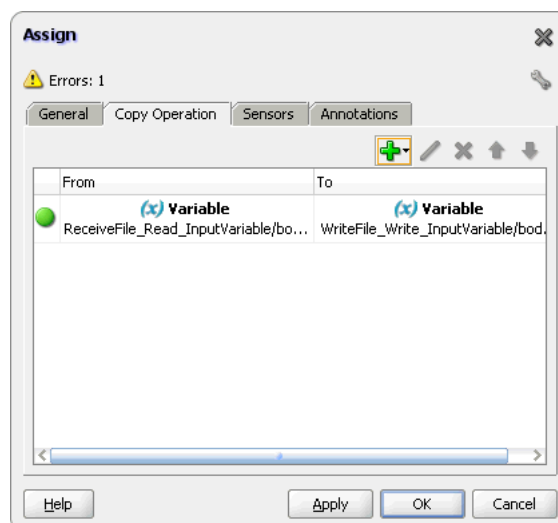 Assign
Errors: 1
General Copy Operation Sensors Annotations
From To
(x) Variable (x) Variable
ReceiveFile_Read_InputVariable/bo... WriteFile_Write_InputVariable/bod.
Help Apply OK Cancel